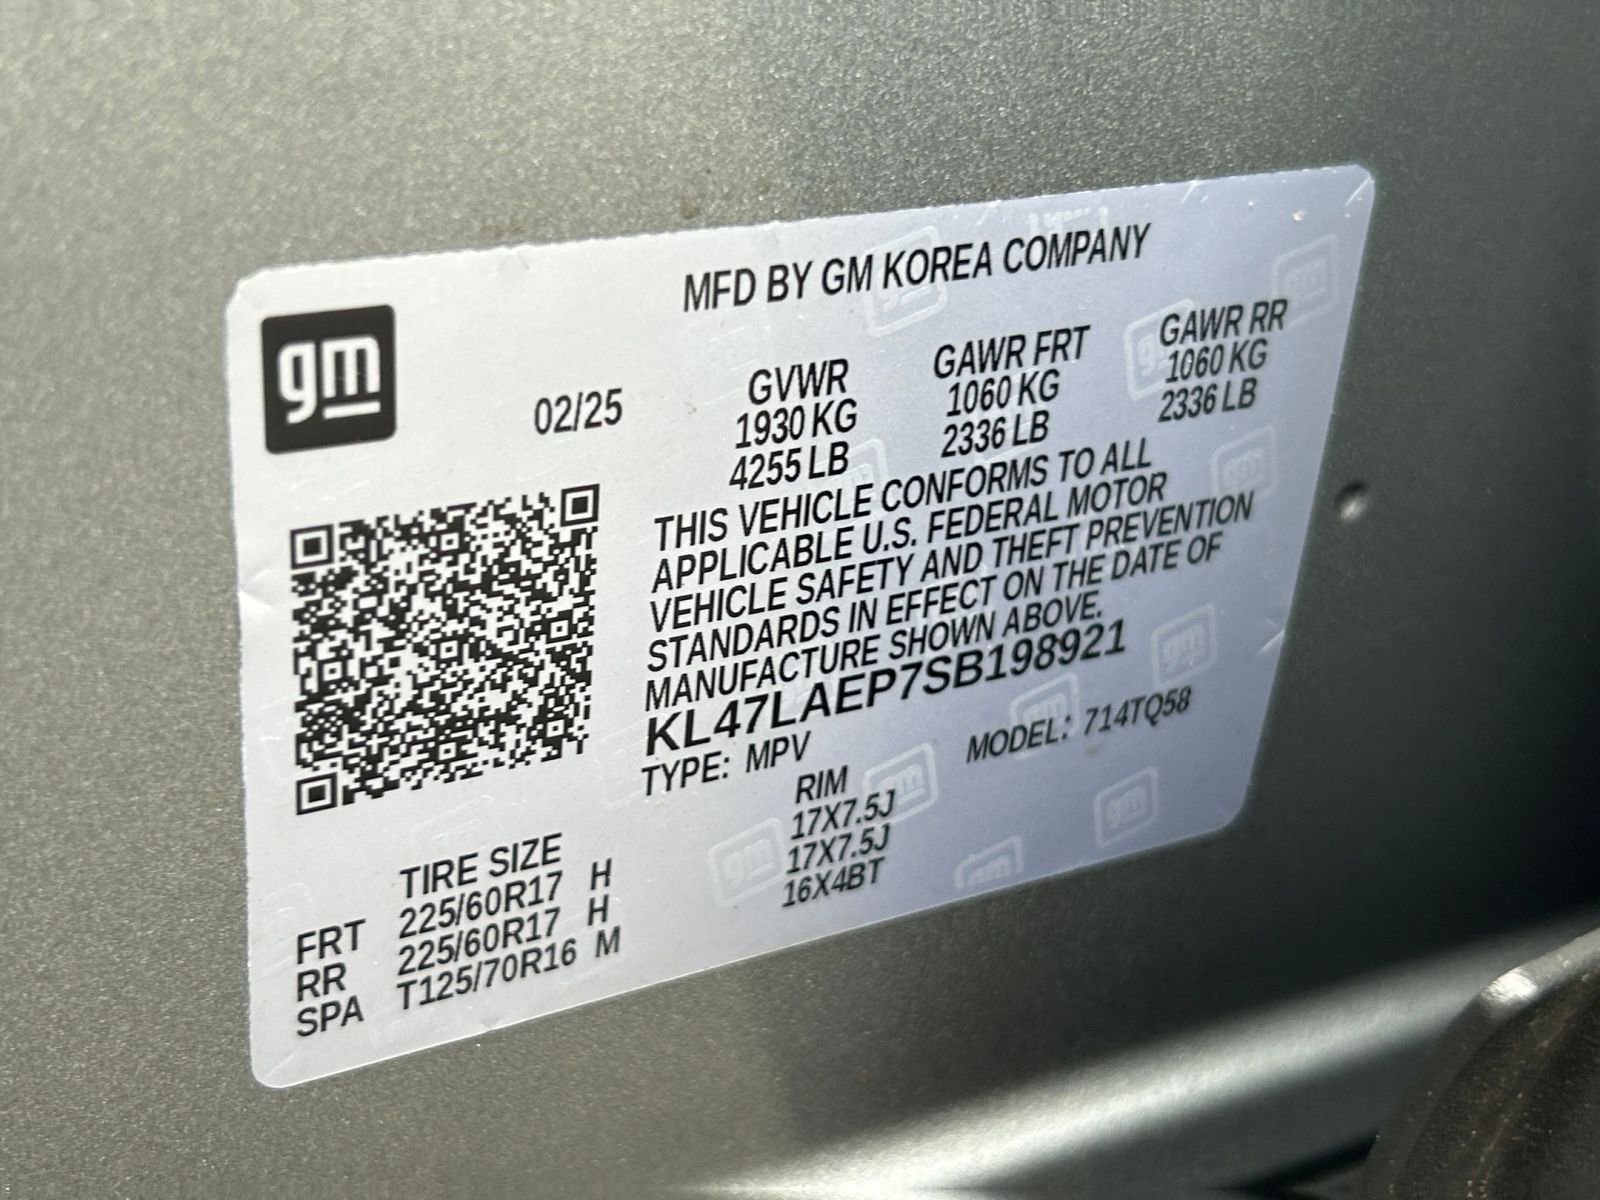 MFD BY GM KOREA COMPANY
gm
02/25
GVWR GAWR FRT GAWR RR
1930 KG 1060 KG 1060 KG
4255 LB 2336 LB 2336 LB
THIS VEHICLE CONFORMS TO ALL
APPLICABLE U.S. FEDERAL MOTOR
VEHICLE SAFETY AND THEFT PREVENTION
STANDARDS IN EFFECT ON THE DATE OF
MANUFACTURE SHOWN ABOVE.
KL47LAEP7SB198921
TYPE: MPV MODEL: 714TQ58
TIRE SIZE RIM
FRT 225/60R17 H 17X7.5J
RR 225/60R17 H 17X7.5J
SPA T125/70R16 M 16X4BT